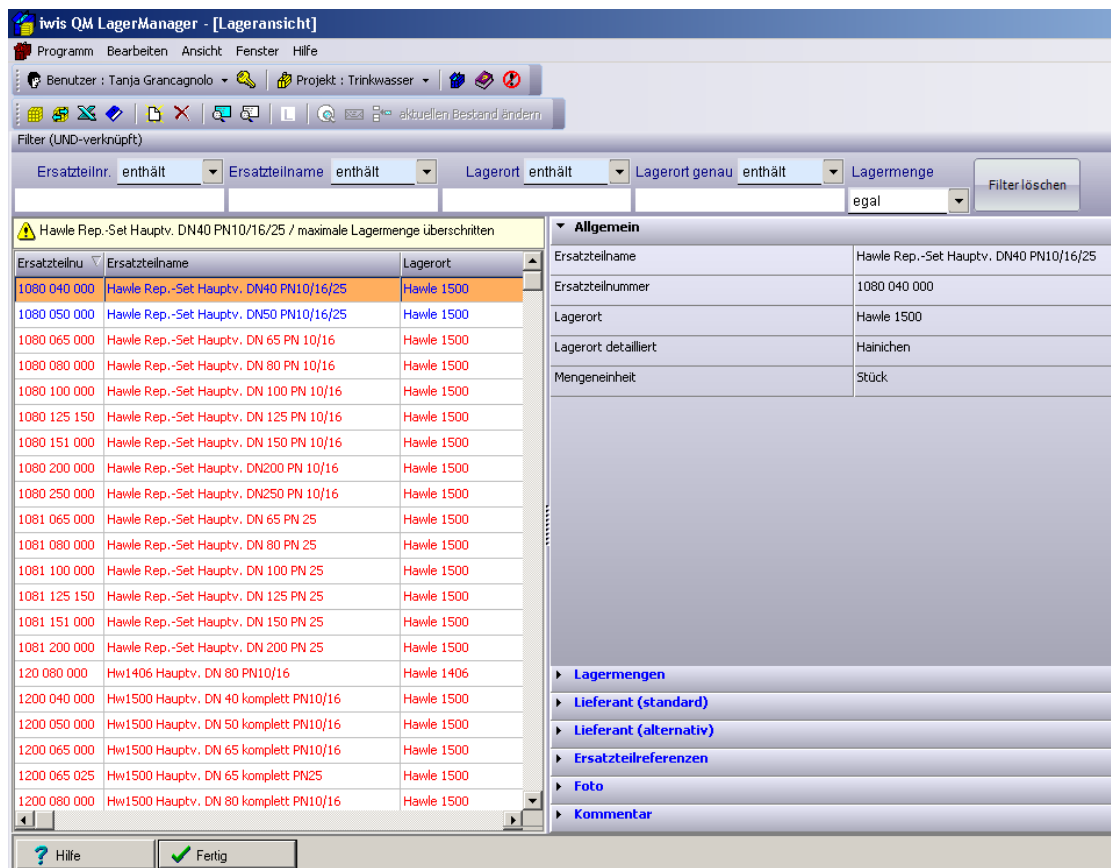 iwis QM LagerManager - [Lageransicht]
Programm Bearbeiten Ansicht Fenster Hilfe
Benutzer : Tanja Grancagnolo Projekt : Trinkwasser
L aktuellen Bestand ändern
Filter (UND-verknüpft)
Ersatzteilnr. enthält Ersatzteilname enthält Lagerort enthält Lagerort genau enthält Lagermenge Filter löschen
egal
Hawle Rep.-Set Hauptv. DN40 PN10/16/25 / maximale Lagermenge überschritten
Ersatzteilnu Ersatzteilname Lagerort
1080 040 000 Hawle Rep.-Set Hauptv. DN40 PN10/16/25 Hawle 1500
1080 050 000 Hawle Rep.-Set Hauptv. DN50 PN10/16/25 Hawle 1500
1080 065 000 Hawle Rep.-Set Hauptv. DN 65 PN 10/16 Hawle 1500
1080 080 000 Hawle Rep.-Set Hauptv. DN 80 PN 10/16 Hawle 1500
1080 100 000 Hawle Rep.-Set Hauptv. DN 100 PN 10/16 Hawle 1500
1080 125 150 Hawle Rep.-Set Hauptv. DN 125 PN 10/16 Hawle 1500
1080 151 000 Hawle Rep.-Set Hauptv. DN 150 PN 10/16 Hawle 1500
1080 200 000 Hawle Rep.-Set Hauptv. DN200 PN 10/16 Hawle 1500
1080 250 000 Hawle Rep.-Set Hauptv. DN250 PN 10/16 Hawle 1500
1081 065 000 Hawle Rep.-Set Hauptv. DN 65 PN 25 Hawle 1500
1081 080 000 Hawle Rep.-Set Hauptv. DN 80 PN 25 Hawle 1500
1081 100 000 Hawle Rep.-Set Hauptv. DN 100 PN 25 Hawle 1500
1081 125 150 Hawle Rep.-Set Hauptv. DN 125 PN 25 Hawle 1500
1081 151 000 Hawle Rep.-Set Hauptv. DN 150 PN 25 Hawle 1500
1081 200 000 Hawle Rep.-Set Hauptv. DN 200 PN 25 Hawle 1500
120 080 000 Hw1406 Hauptv. DN 80 PN10/16 Hawle 1406
1200 040 000 Hw1500 Hauptv. DN 40 komplett PN10/16 Hawle 1500
1200 050 000 Hw1500 Hauptv. DN 50 komplett PN10/16 Hawle 1500
1200 065 000 Hw1500 Hauptv. DN 65 komplett PN10/16 Hawle 1500
1200 065 025 Hw1500 Hauptv. DN 65 komplett PN25 Hawle 1500
1200 080 000 Hw1500 Hauptv. DN 80 komplett PN10/16 Hawle 1500
Allgemein
Ersatzteilname Hawle Rep.-Set Hauptv. DN40 PN10/16/25
Ersatzteilnummer 1080 040 000
Lagerort Hawle 1500
Lagerort detailliert Hainichen
Mengeneinheit Stück
Lagermengen
Lieferant (standard)
Lieferant (alternativ)
Ersatzteilreferenzen
Foto
Kommentar
Hilfe Fertig